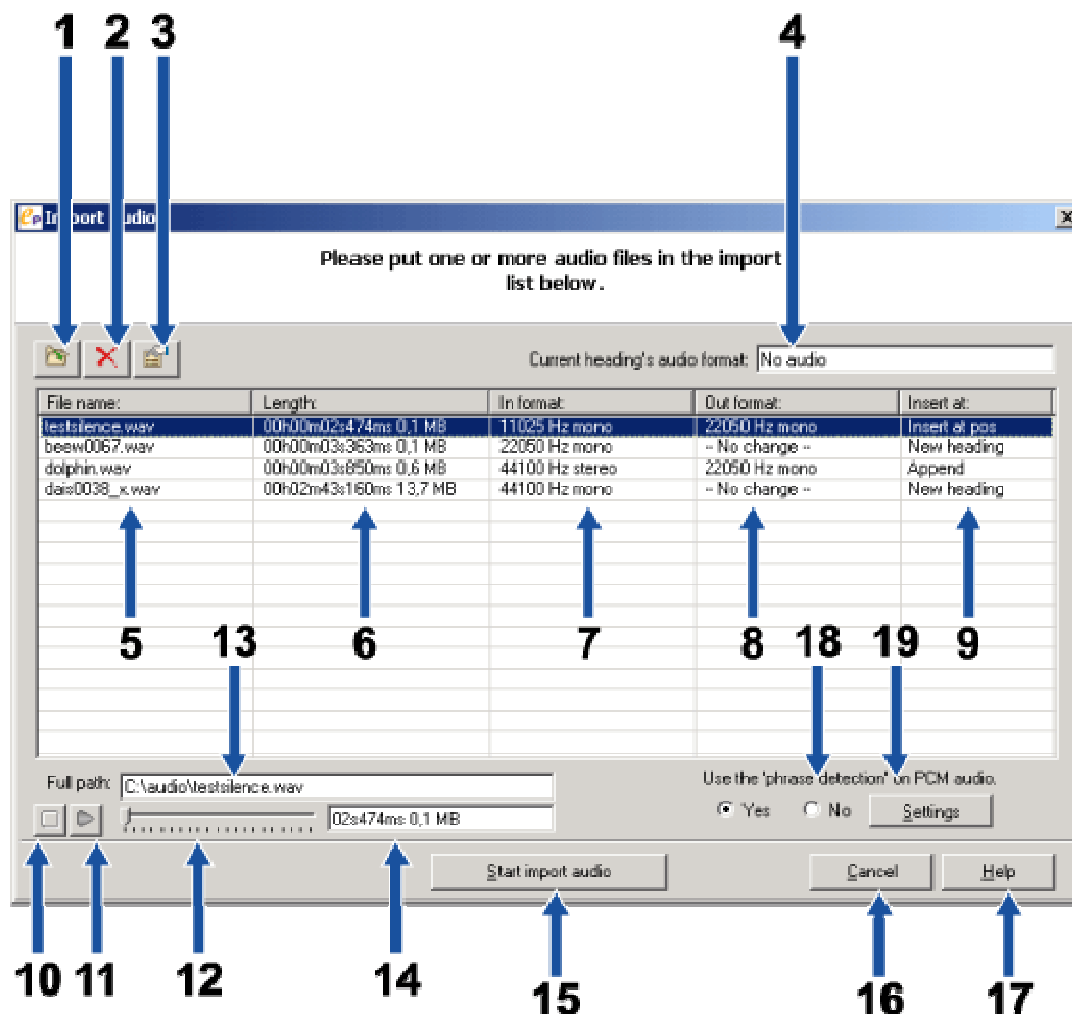 1 2 3 4
Import Audio
Please put one or more audio files in the import
list below.
Current heading's audio format: No audio
File name: Length: In format: Out format: Insert at:
testsilence.wav 00h00m02s474ms 0,1 MB 11025 Hz mono 22050 Hz mono Insert at pos
beew0067.wav 00h00m03s363ms 0,1 MB 22050 Hz mono -- No change -- New heading
dolphin.wav 00h00m03s850ms 0,6 MB 44100 Hz stereo 22050 Hz mono Append
dais0038_x.wav 00h02m43s160ms 13,7 MB 44100 Hz mono -- No change -- New heading
5 13 6 7 8 18 19 9
Full path: C:\audio\testsilence.wav
Use the 'phrase detection" on PCM audio.
02s474ms 0,1 MB
Yes No Settings
Start import audio Cancel Help
10 11 12 14 15 16 17